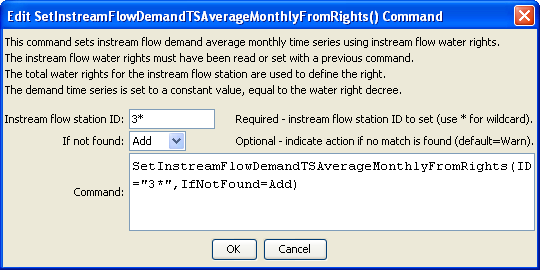 Edit SetInstreamFlowDemandTSAverageMonthlyFromRights() Command
This command sets instream flow demand average monthly time series using instream flow water rights.
The instream flow water rights must have been read or set with a previous command.
The total water rights for the instream flow station are used to define the right.
The demand time series is set to a constant value, equal to the water right decree.
Instream flow station ID: 3* Required - instream flow station ID to set (use * for wildcard).
If not found: Add Optional - indicate action if no match is found (default=Warn).
SetInstreamFlowDemandTSAverageMonthlyFromRights(ID
Command: ="3*",IfNotFound=Add)
OK Cancel